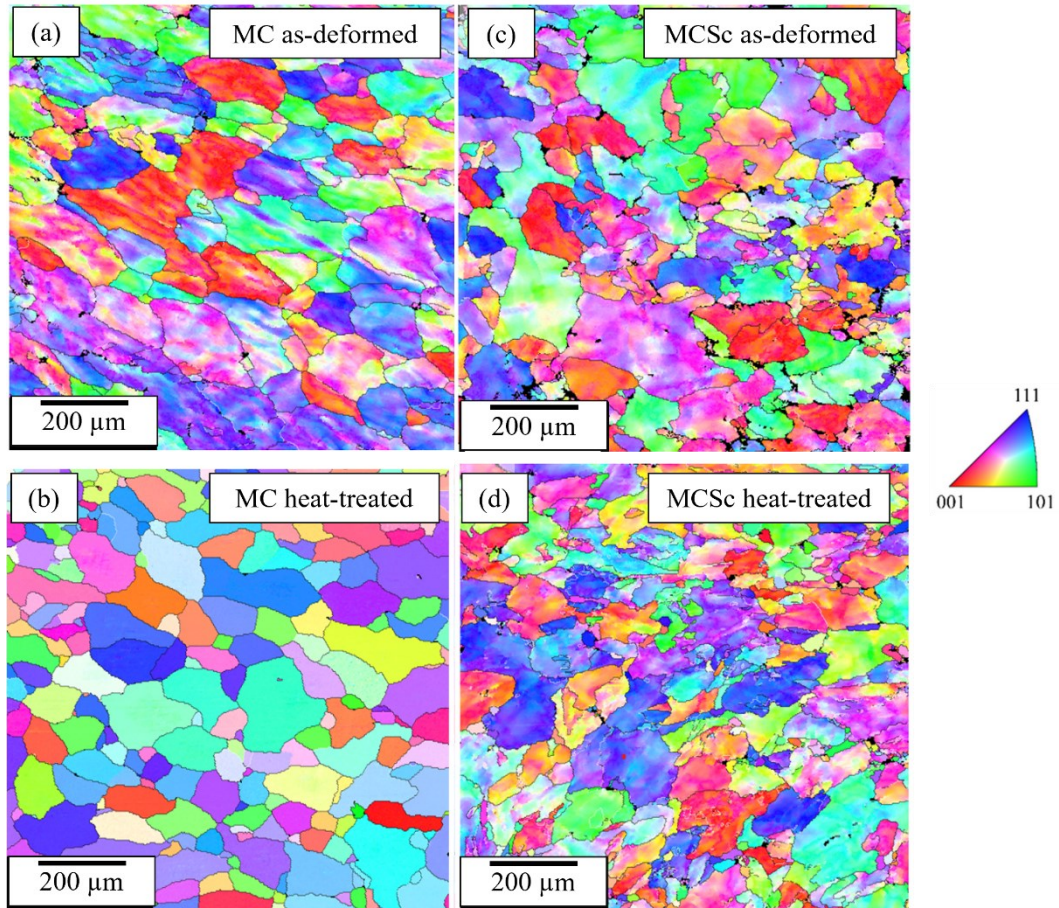 (a)
MC as-deformed
(c)
MCSc as-deformed
200 µm
200 µm
111
001
101
(b)
MC heat-treated
(d)
MCSc heat-treated
200 µm
200 µm